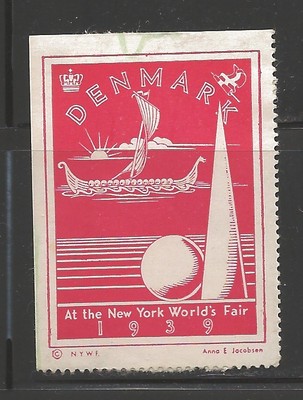 DENMARK
At the New York World's Fair
1939
© N.Y.W.F. Anna E Jacobsen